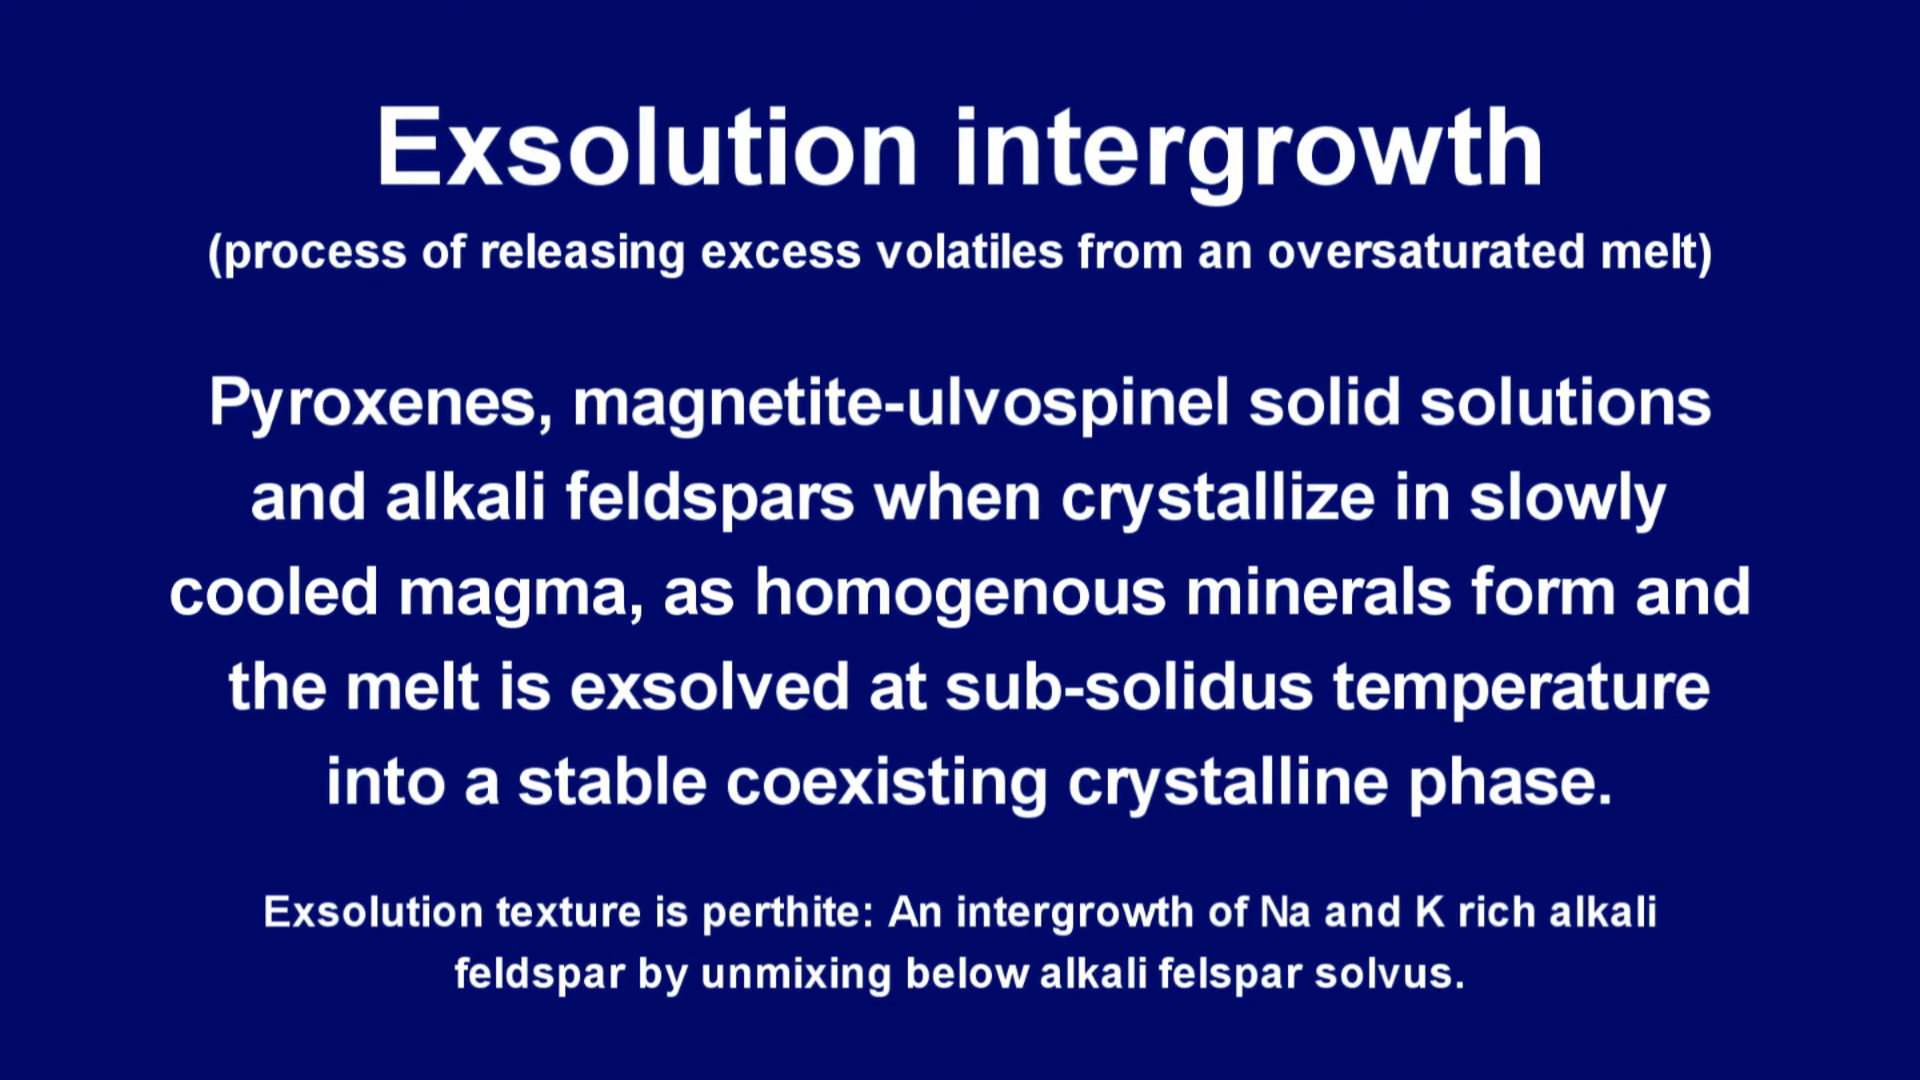 Exsolution intergrowth
(process of releasing excess volatiles from an oversaturated melt)
Pyroxenes, magnetite-ulvospinel solid solutions
and alkali feldspars when crystallize in slowly
cooled magma, as homogenous minerals form and
the melt is exsolved at sub-solidus temperature
into a stable coexisting crystalline phase.
Exsolution texture is perthite: An intergrowth of Na and K rich alkali
feldspar by unmixing below alkali felspar solvus.